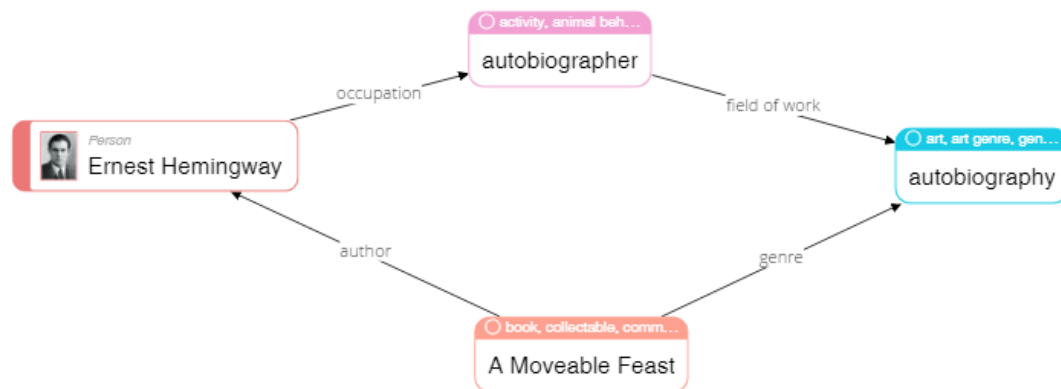 activity, animal beh...
autobiographer
occupation
field of work
Person
Ernest Hemingway
art, art genre, gen...
autobiography
author
genre
book, collectable, comm...
A Moveable Feast